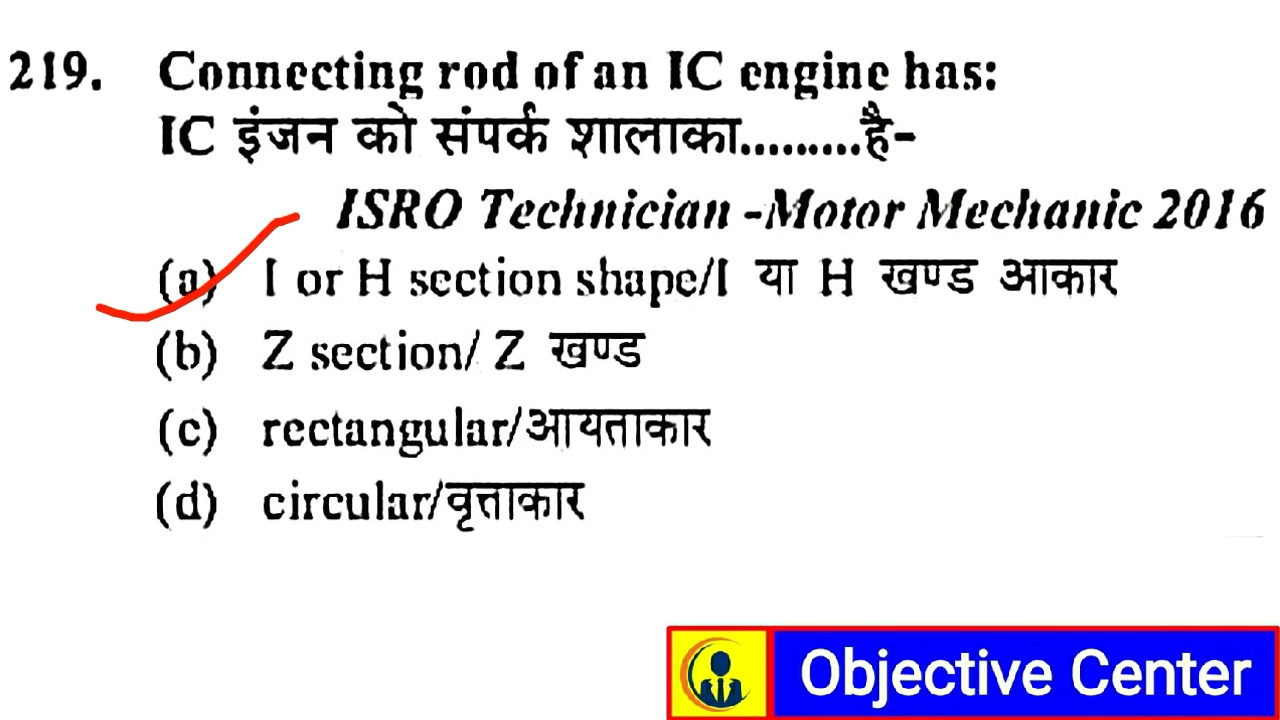 219. Connecting rod of an IC engine has:
IC इंजन को संपर्क शालाका.........है-
ISRO Technician -Motor Mechanic 2016
(a) I or H section shape/I या H खण्ड आकार
(b) Z section/ Z खण्ड
(c) rectangular/आयताकार
(d) circular/वृत्ताकार
Objective Center